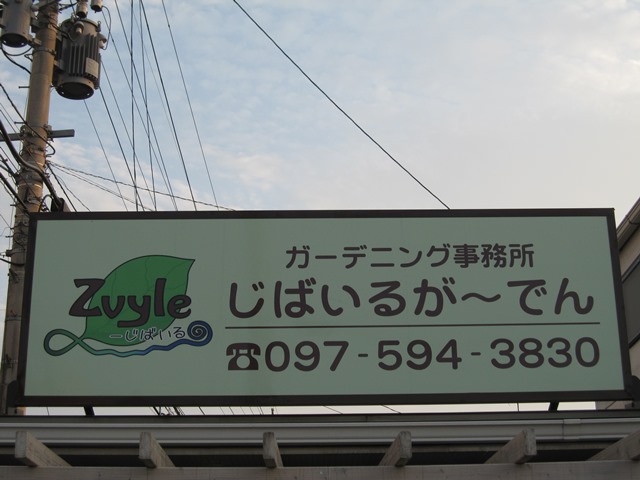 Zvyle
―じばいる
ガーデニング事務所
じばいるが～でん
☎097-594-3830